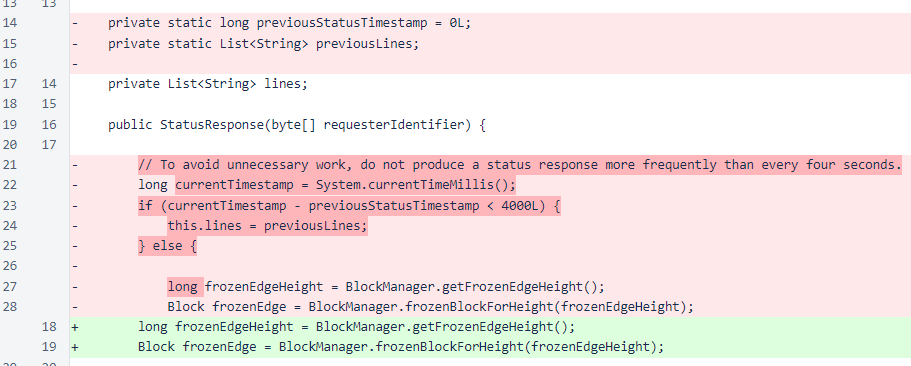 13 13
14 - private static long previousStatusTimestamp = 0L;
15 - private static List<String> previousLines;
16 -
17 14 private List<String> lines;
18 15
19 16 public StatusResponse(byte[] requesterIdentifier) {
20 17
21 - // To avoid unnecessary work, do not produce a status response more frequently than every four seconds.
22 - long currentTimestamp = System.currentTimeMillis();
23 - if (currentTimestamp - previousStatusTimestamp < 4000L) {
24 - this.lines = previousLines;
25 - } else {
26 -
27 - long frozenEdgeHeight = BlockManager.getFrozenEdgeHeight();
28 - Block frozenEdge = BlockManager.frozenBlockForHeight(frozenEdgeHeight);
18 + long frozenEdgeHeight = BlockManager.getFrozenEdgeHeight();
19 + Block frozenEdge = BlockManager.frozenBlockForHeight(frozenEdgeHeight);